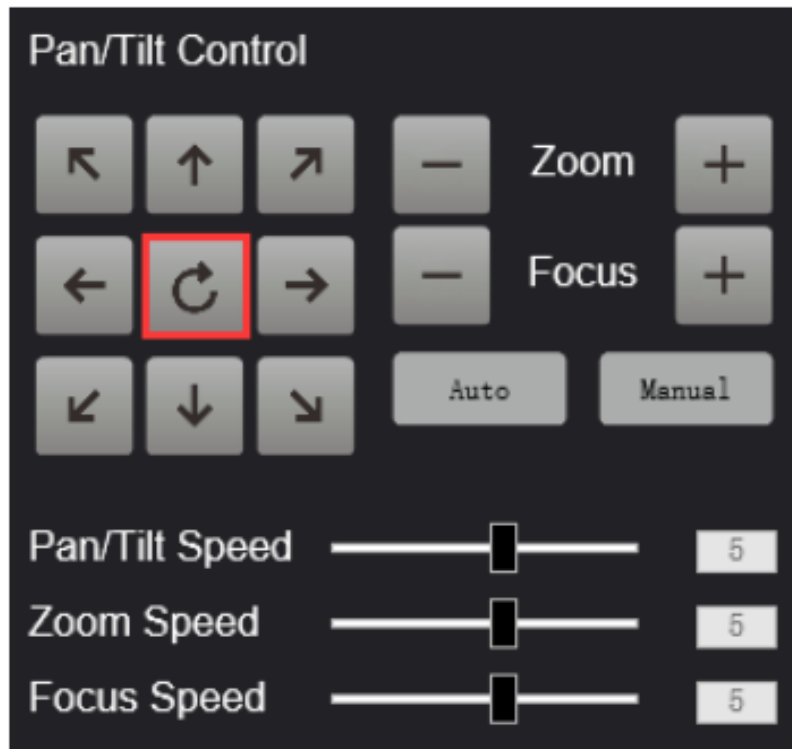 Pan/Tilt Control
Zoom
Focus
Auto Manual
Pan/Tilt Speed 5
Zoom Speed 5
Focus Speed 5